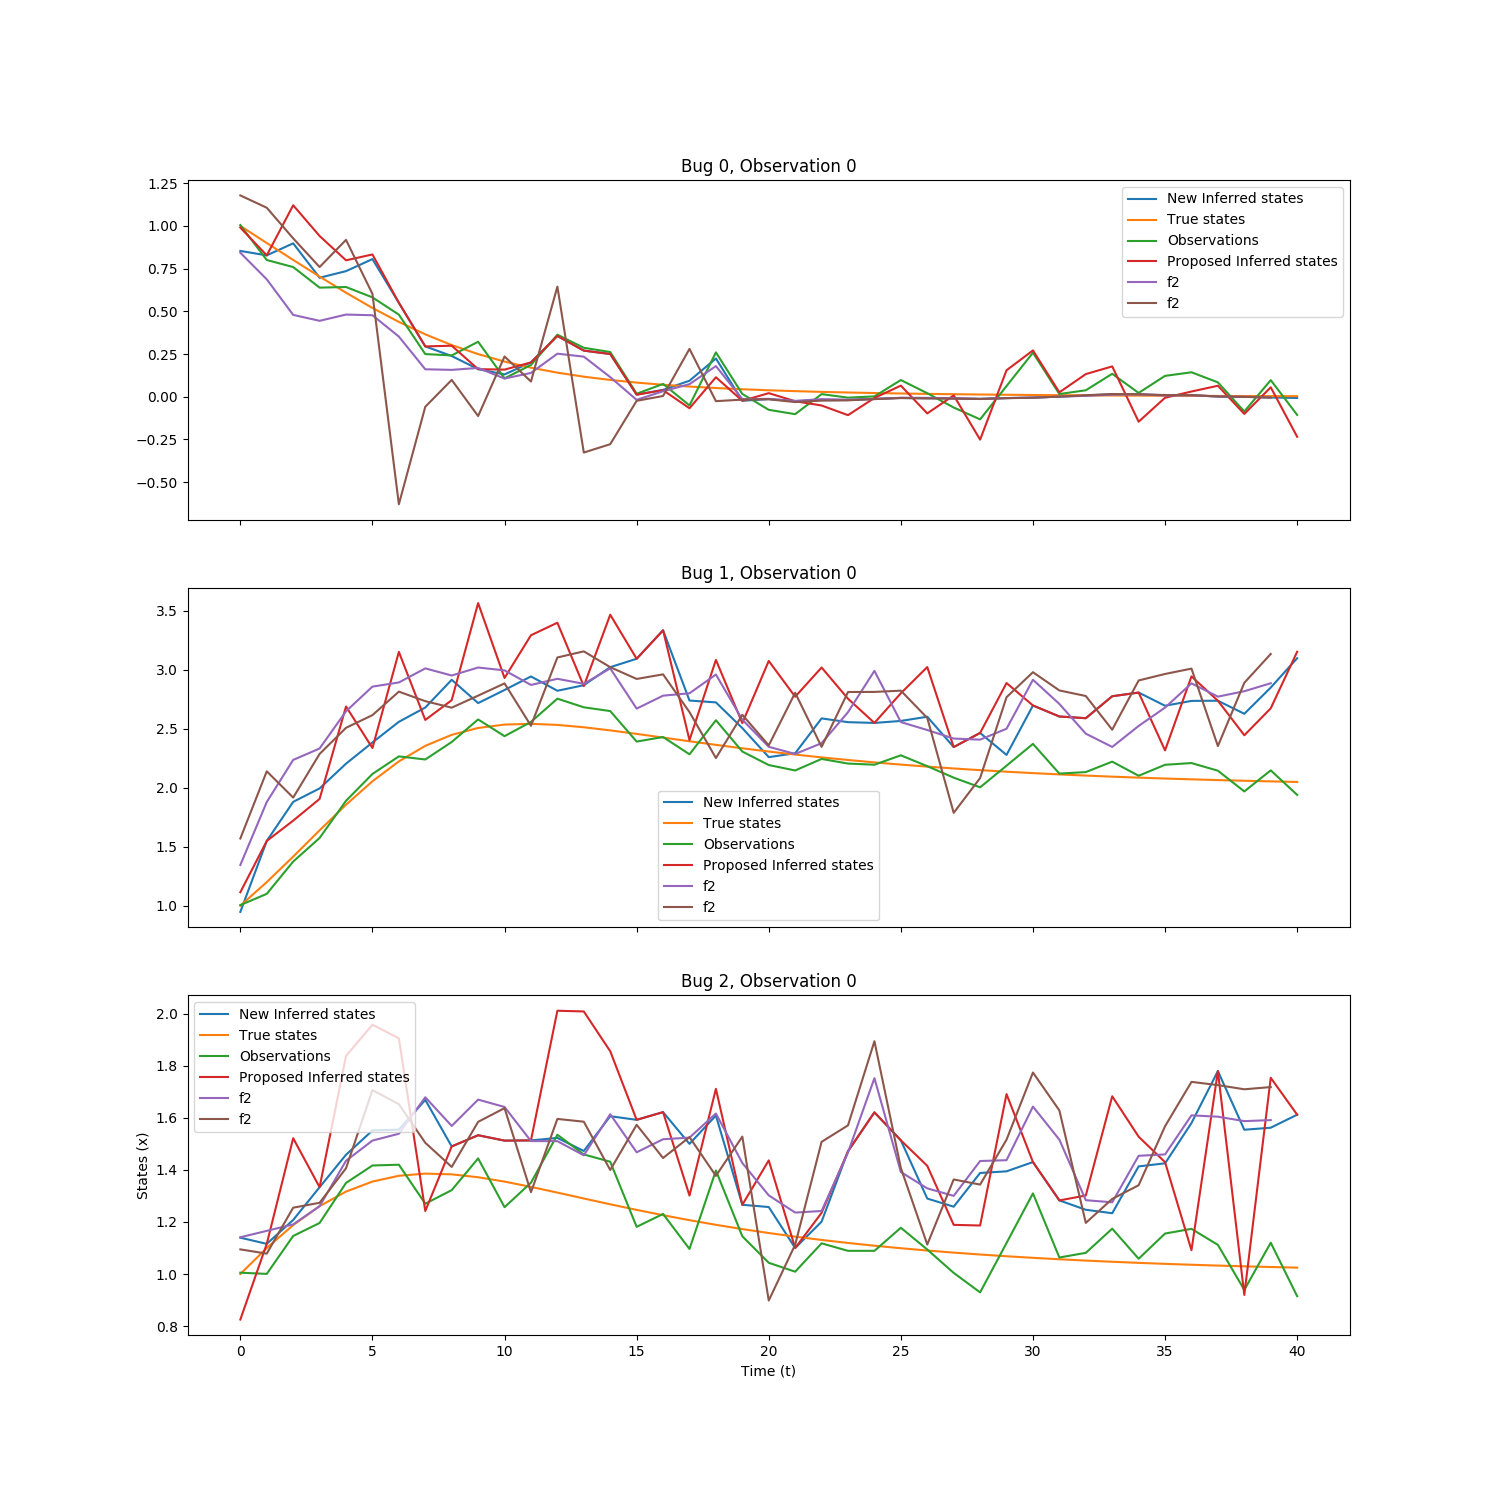 Bug 0, Observation 0
1.25
1.00
0.75
0.50
0.25
0.00
−0.25
−0.50
New Inferred states
True states
Observations
Proposed Inferred states
f2
f2
Bug 1, Observation 0
3.5
3.0
2.5
2.0
1.5
1.0
New Inferred states
True states
Observations
Proposed Inferred states
f2
f2
Bug 2, Observation 0
States (x)
2.0
1.8
1.6
1.4
1.2
1.0
0.8
New Inferred states
True states
Observations
Proposed Inferred states
f2
f2
0 5 10 15 20 25 30 35 40
Time (t)